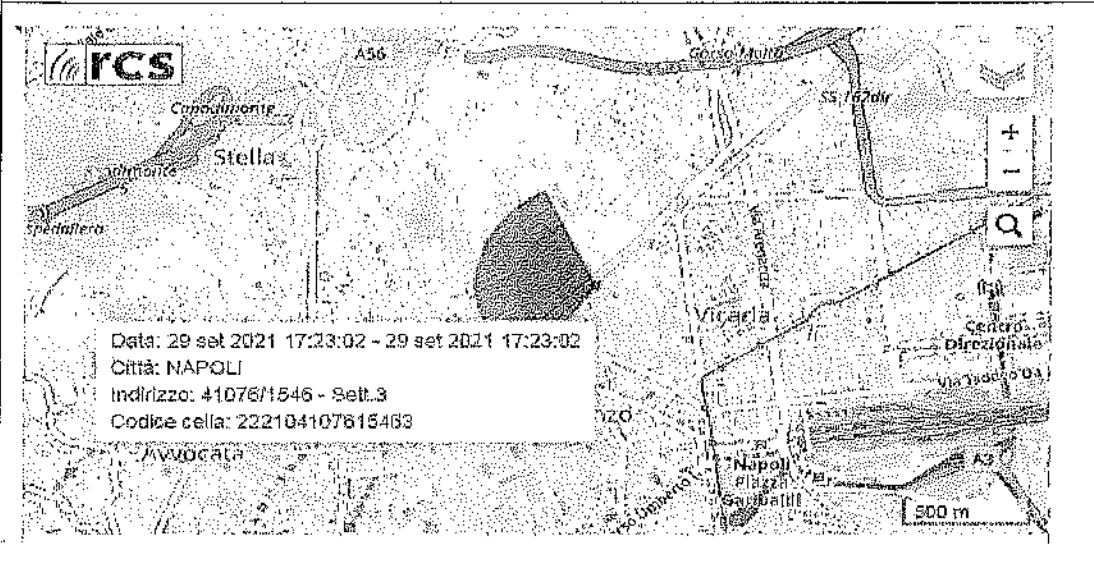 rcs
A56
Corso Malta
SS 162dir
Capodimonte
Stella
Vicaria
Data: 29 set 2021 17:23:02 - 29 set 2021 17:23:02
Città: NAPOLI
Indirizzo: 41076/1546 - Sett.3
Codice cella: 222104107615463
Centro
Direzionale
Avvocata
Napoli
Piazza
Garibaldi
A3
500 m